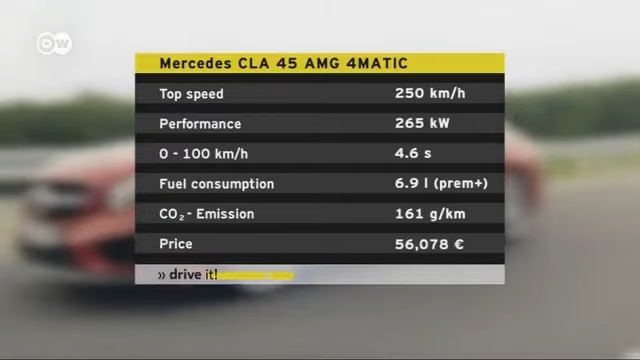 DW
Mercedes CLA 45 AMG 4MATIC
Top speed 250 km/h
Performance 265 kW
0 - 100 km/h 4.6 s
Fuel consumption 6.9 l (prem+)
CO₂ - Emission 161 g/km
Price 56,078 €
» drive it!